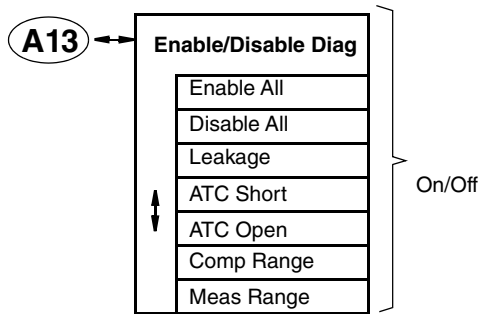 A13
Enable/Disable Diag
Enable All
Disable All
Leakage
ATC Short
ATC Open
Comp Range
Meas Range
On/Off